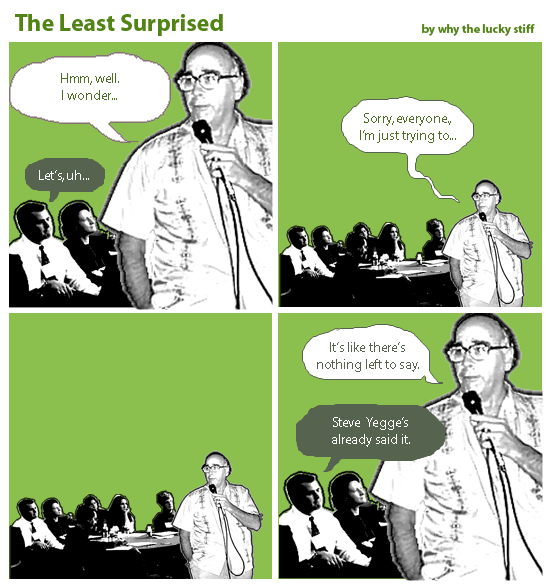 The Least Surprised
by why the lucky stiff
Hmm, well.
I wonder...
Let's, uh...
Sorry, everyone,
I'm just trying to...
It's like there's
nothing left to say.
Steve Yegge's
already said it.